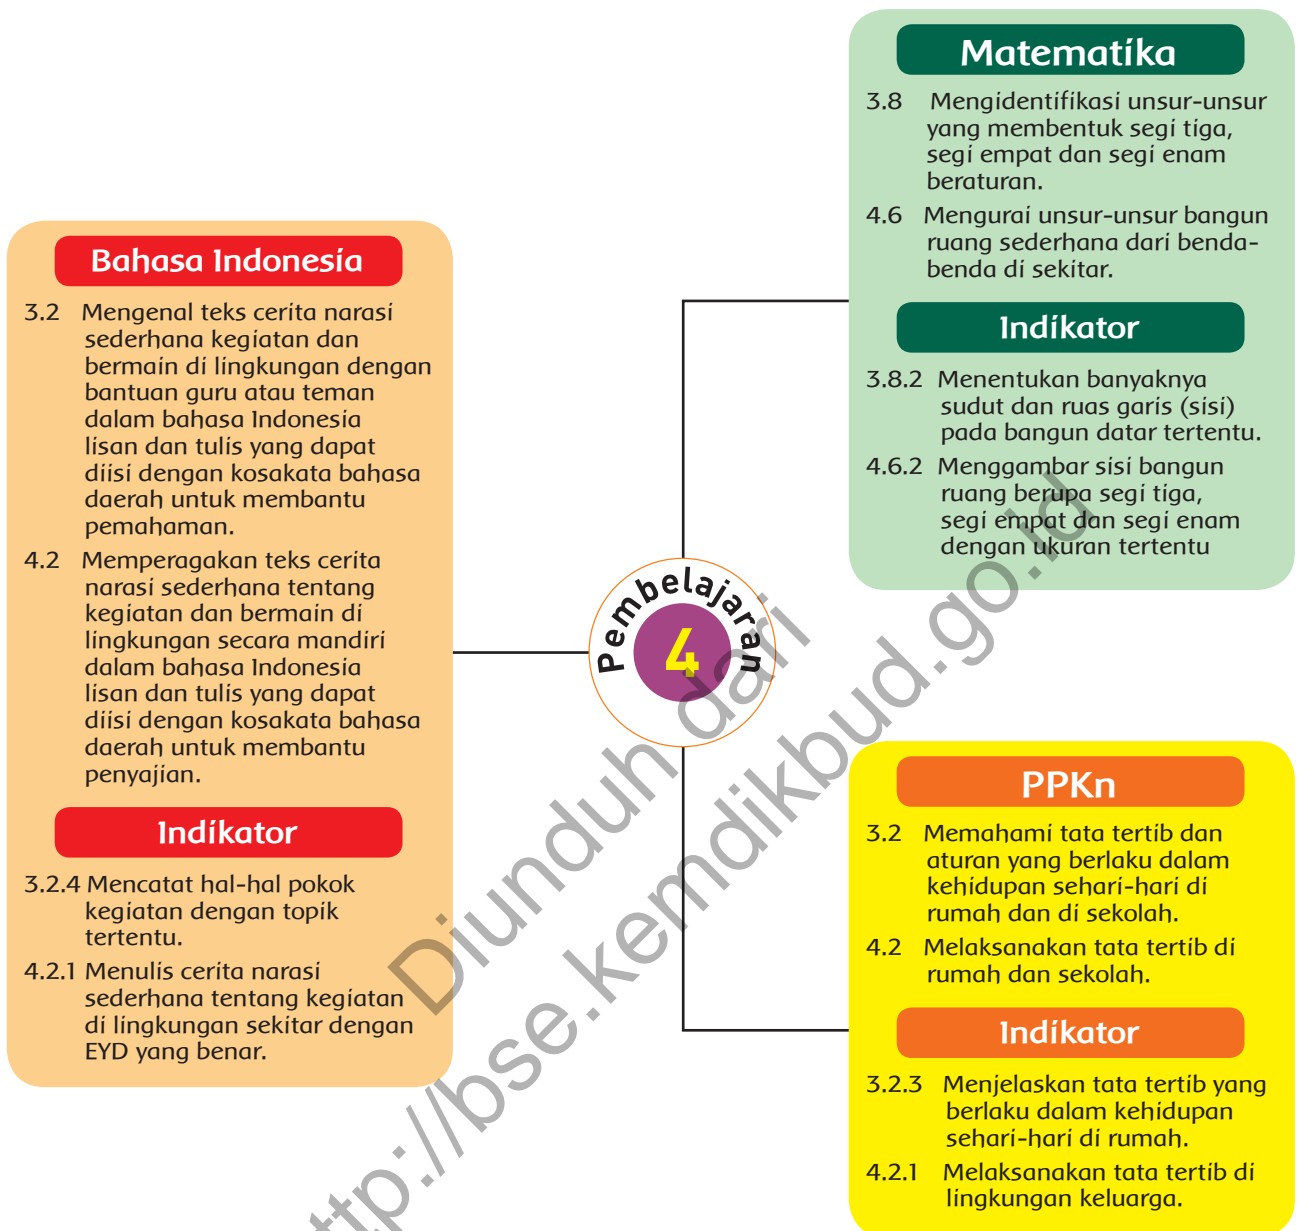 Matematika
3.8 Mengidentifikasi unsur-unsur
yang membentuk segi tiga,
segi empat dan segi enam
beraturan.
4.6 Mengurai unsur-unsur bangun
ruang sederhana dari benda-
benda di sekitar.
Indikator
3.8.2 Menentukan banyaknya
sudut dan ruas garis (sisi)
pada bangun datar tertentu.
4.6.2 Menggambar sisi bangun
ruang berupa segi tiga,
segi empat dan segi enam
dengan ukuran tertentu
Bahasa Indonesia
3.2 Mengenal teks cerita narasi
sederhana kegiatan dan
bermain di lingkungan dengan
bantuan guru atau teman
dalam bahasa Indonesia
lisan dan tulis yang dapat
diisi dengan kosakata bahasa
daerah untuk membantu
pemahaman.
4.2 Memperagakan teks cerita
narasi sederhana tentang
kegiatan dan bermain di
lingkungan secara mandiri
dalam bahasa Indonesia
lisan dan tulis yang dapat
diisi dengan kosakata bahasa
daerah untuk membantu
penyajian.
Indikator
3.2.4 Mencatat hal-hal pokok
kegiatan dengan topik
tertentu.
4.2.1 Menulis cerita narasi
sederhana tentang kegiatan
di lingkungan sekitar dengan
EYD yang benar.
Pembelajaran
4
PPKn
3.2 Memahami tata tertib dan
aturan yang berlaku dalam
kehidupan sehari-hari di
rumah dan di sekolah.
4.2 Melaksanakan tata tertib di
rumah dan sekolah.
Indikator
3.2.3 Menjelaskan tata tertib yang
berlaku dalam kehidupan
sehari-hari di rumah.
4.2.1 Melaksanakan tata tertib di
lingkungan keluarga.
Diunduh dari
ttp://bse.kemdikbud.go.id